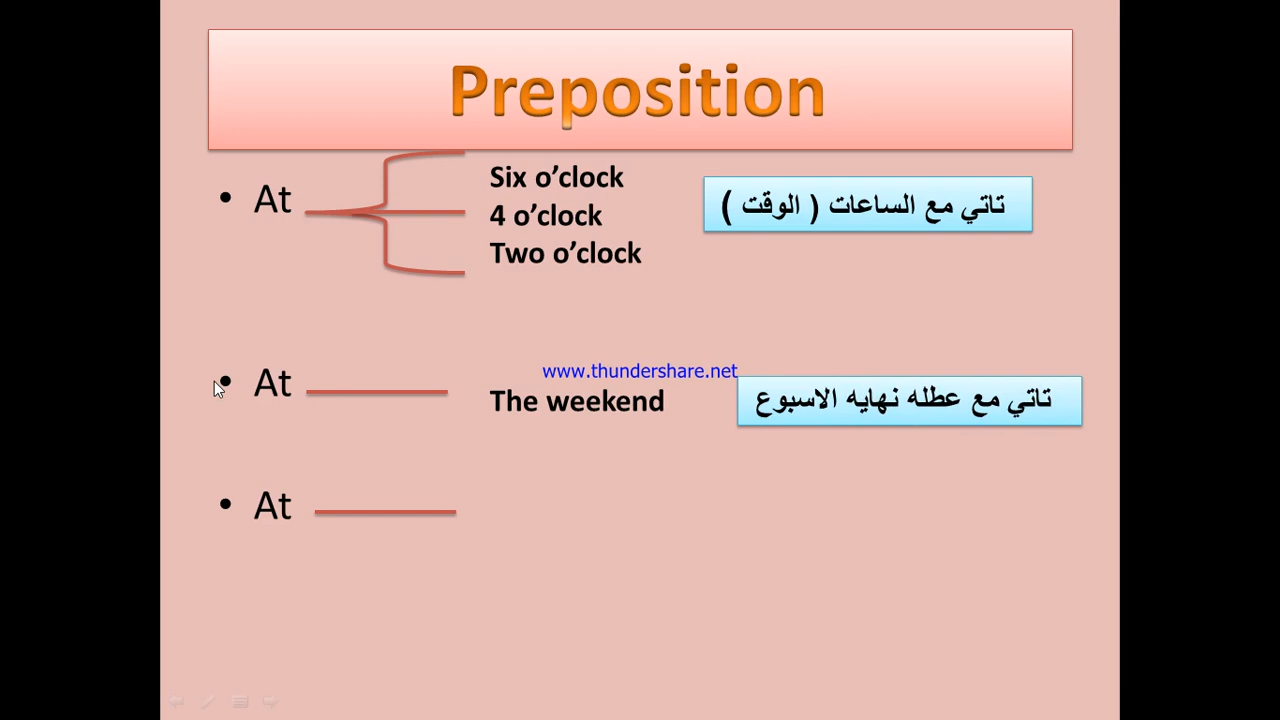 Preposition
• At
Six o’clock
4 o’clock
Two o’clock
تاتي مع الساعات ( الوقت )
www.thundershare.net
• At
The weekend
تاتي مع عطله نهايه الاسبوع
• At